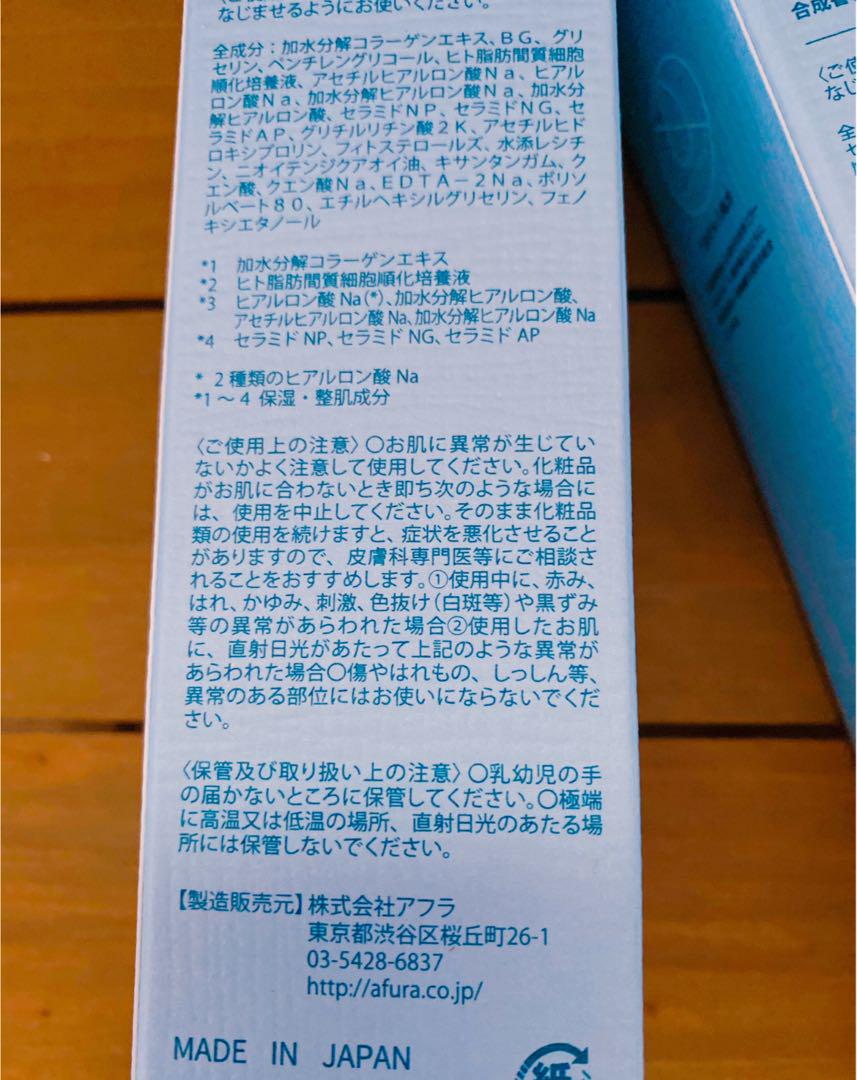 なじませるようにお使いください。
全成分：加水分解コラーゲンエキス、ＢＧ、グリ
セリン、ペンチレングリコール、ヒト脂肪間質細胞
順化培養液、アセチルヒアルロン酸Ｎａ、ヒアル
ロン酸Ｎａ、加水分解ヒアルロン酸Ｎａ、加水分
解ヒアルロン酸、セラミドＮＰ、セラミドＮＧ、セ
ラミドＡＰ、グリチルリチン酸２Ｋ、アセチルヒド
ロキシプロリン、フィトステロールズ、水添レシチ
ン、ニオイテンジクアオイ油、キサンタンガム、ク
エン酸、クエン酸Ｎａ、ＥＤＴＡ－２Ｎａ、ポリソ
ルベート８０、エチルヘキシルグリセリン、フェノ
キシエタノール
*1 加水分解コラーゲンエキス
*2 ヒト脂肪間質細胞順化培養液
*3 ヒアルロン酸 Na(*)、加水分解ヒアルロン酸、
アセチルヒアルロン酸 Na、加水分解ヒアルロン酸 Na
*4 セラミド NP、セラミド NG、セラミド AP
* 2 種類のヒアルロン酸 Na
*1 ～ 4 保湿・整肌成分
〈ご使用上の注意〉〇お肌に異常が生じてい
ないかよく注意して使用してください。化粧品
がお肌に合わないとき即ち次のような場合に
は、使用を中止してください。そのまま化粧品
類の使用を続けますと、症状を悪化させること
がありますので、皮膚科専門医等にご相談さ
れることをおすすめします。①使用中に、赤み、
はれ、かゆみ、刺激、色抜け（白斑等）や黒ずみ
等の異常があらわれた場合②使用したお肌
に、直射日光があたって上記のような異常が
あらわれた場合〇傷やはれもの、しっしん等、
異常のある部位にはお使いにならないでくだ
さい。
〈保管及び取り扱い上の注意〉〇乳幼児の手
の届かないところに保管してください。〇極端
に高温又は低温の場所、直射日光のあたる場
所には保管しないでください。
【製造販売元】株式会社アフラ
東京都渋谷区桜丘町26-1
03-5428-6837
http://afura.co.jp/
MADE IN JAPAN
紙
合成
〈ご使
なじ
全